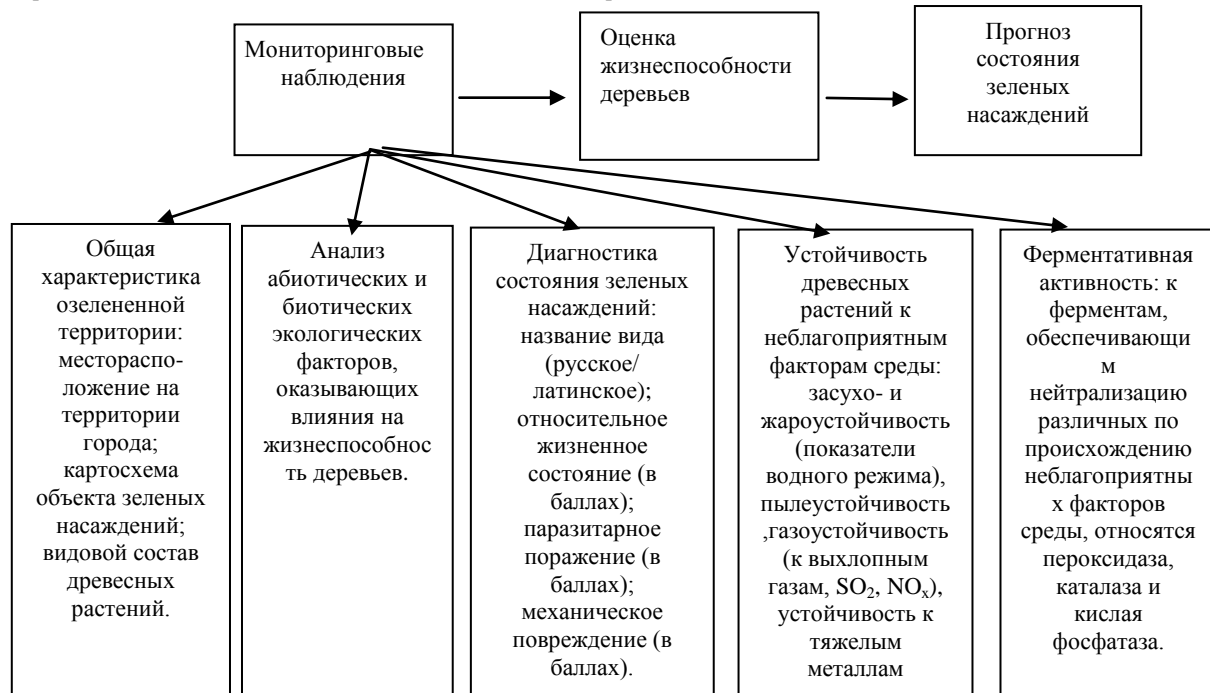 Мониторинговые
наблюдения
Оценка
жизнеспособности
деревьев
Прогноз
состояния
зеленых
насаждений
Общая
характеристика
озелененной
территории:
месторaспо-
ложение на
территории
города;
картосхема
объекта зеленых
насаждений;
видовой состав
древесных
растений.
Анализ
абиотических и
биотических
экологических
факторов,
оказывающих
влияния на
жизнеспособнос
ть деревьев.
Диагностика
состояния зеленых
насаждений:
название вида
(русское/
латинское);
относительное
жизненное
состояние (в
баллах);
паразитарное
поражение (в
баллах);
механическое
повреждение (в
баллах).
Устойчивость
древесных
растений к
неблагоприятным
факторам среды:
засухо- и
жароустойчивость
(показатели
водного режима),
пылеустойчивость
,газоустойчивость
(к выхлопным
газам, SO₂, NOₓ),
устойчивость к
тяжелым
металлам
Ферментативная
активность: к
ферментам,
обеспечивающи
м
нейтрализацию
различных по
происхождению
неблагоприятны
х факторов
среды, относятся
пероксидаза,
каталаза и
кислая
фосфатаза.